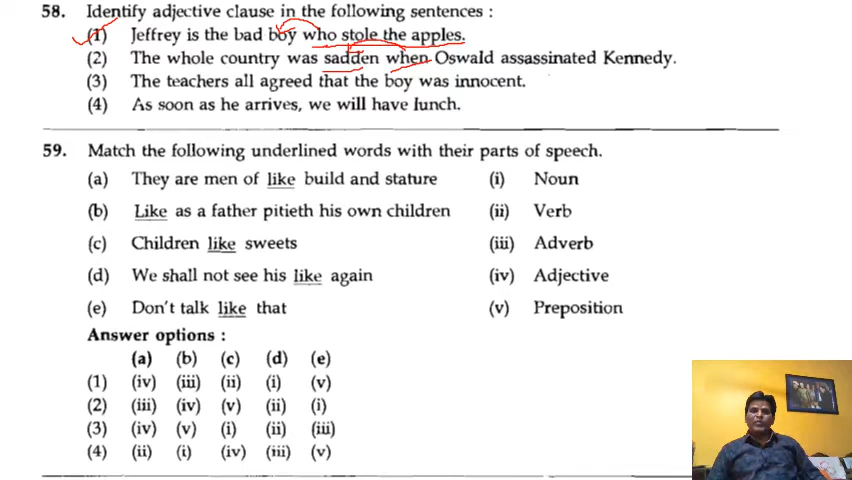 58. Identify adjective clause in the following sentences :
(1) Jeffrey is the bad boy who stole the apples.
(2) The whole country was sadden when Oswald assassinated Kennedy.
(3) The teachers all agreed that the boy was innocent.
(4) As soon as he arrives, we will have lunch.
59. Match the following underlined words with their parts of speech.
(a) They are men of like build and stature (i) Noun
(b) Like as a father pitieth his own children (ii) Verb
(c) Children like sweets (iii) Adverb
(d) We shall not see his like again (iv) Adjective
(e) Don't talk like that (v) Preposition
Answer options :
(a) (b) (c) (d) (e)
(1) (iv) (iii) (ii) (i) (v)
(2) (iii) (iv) (v) (ii) (i)
(3) (iv) (v) (i) (ii) (iii)
(4) (ii) (i) (iv) (iii) (v)